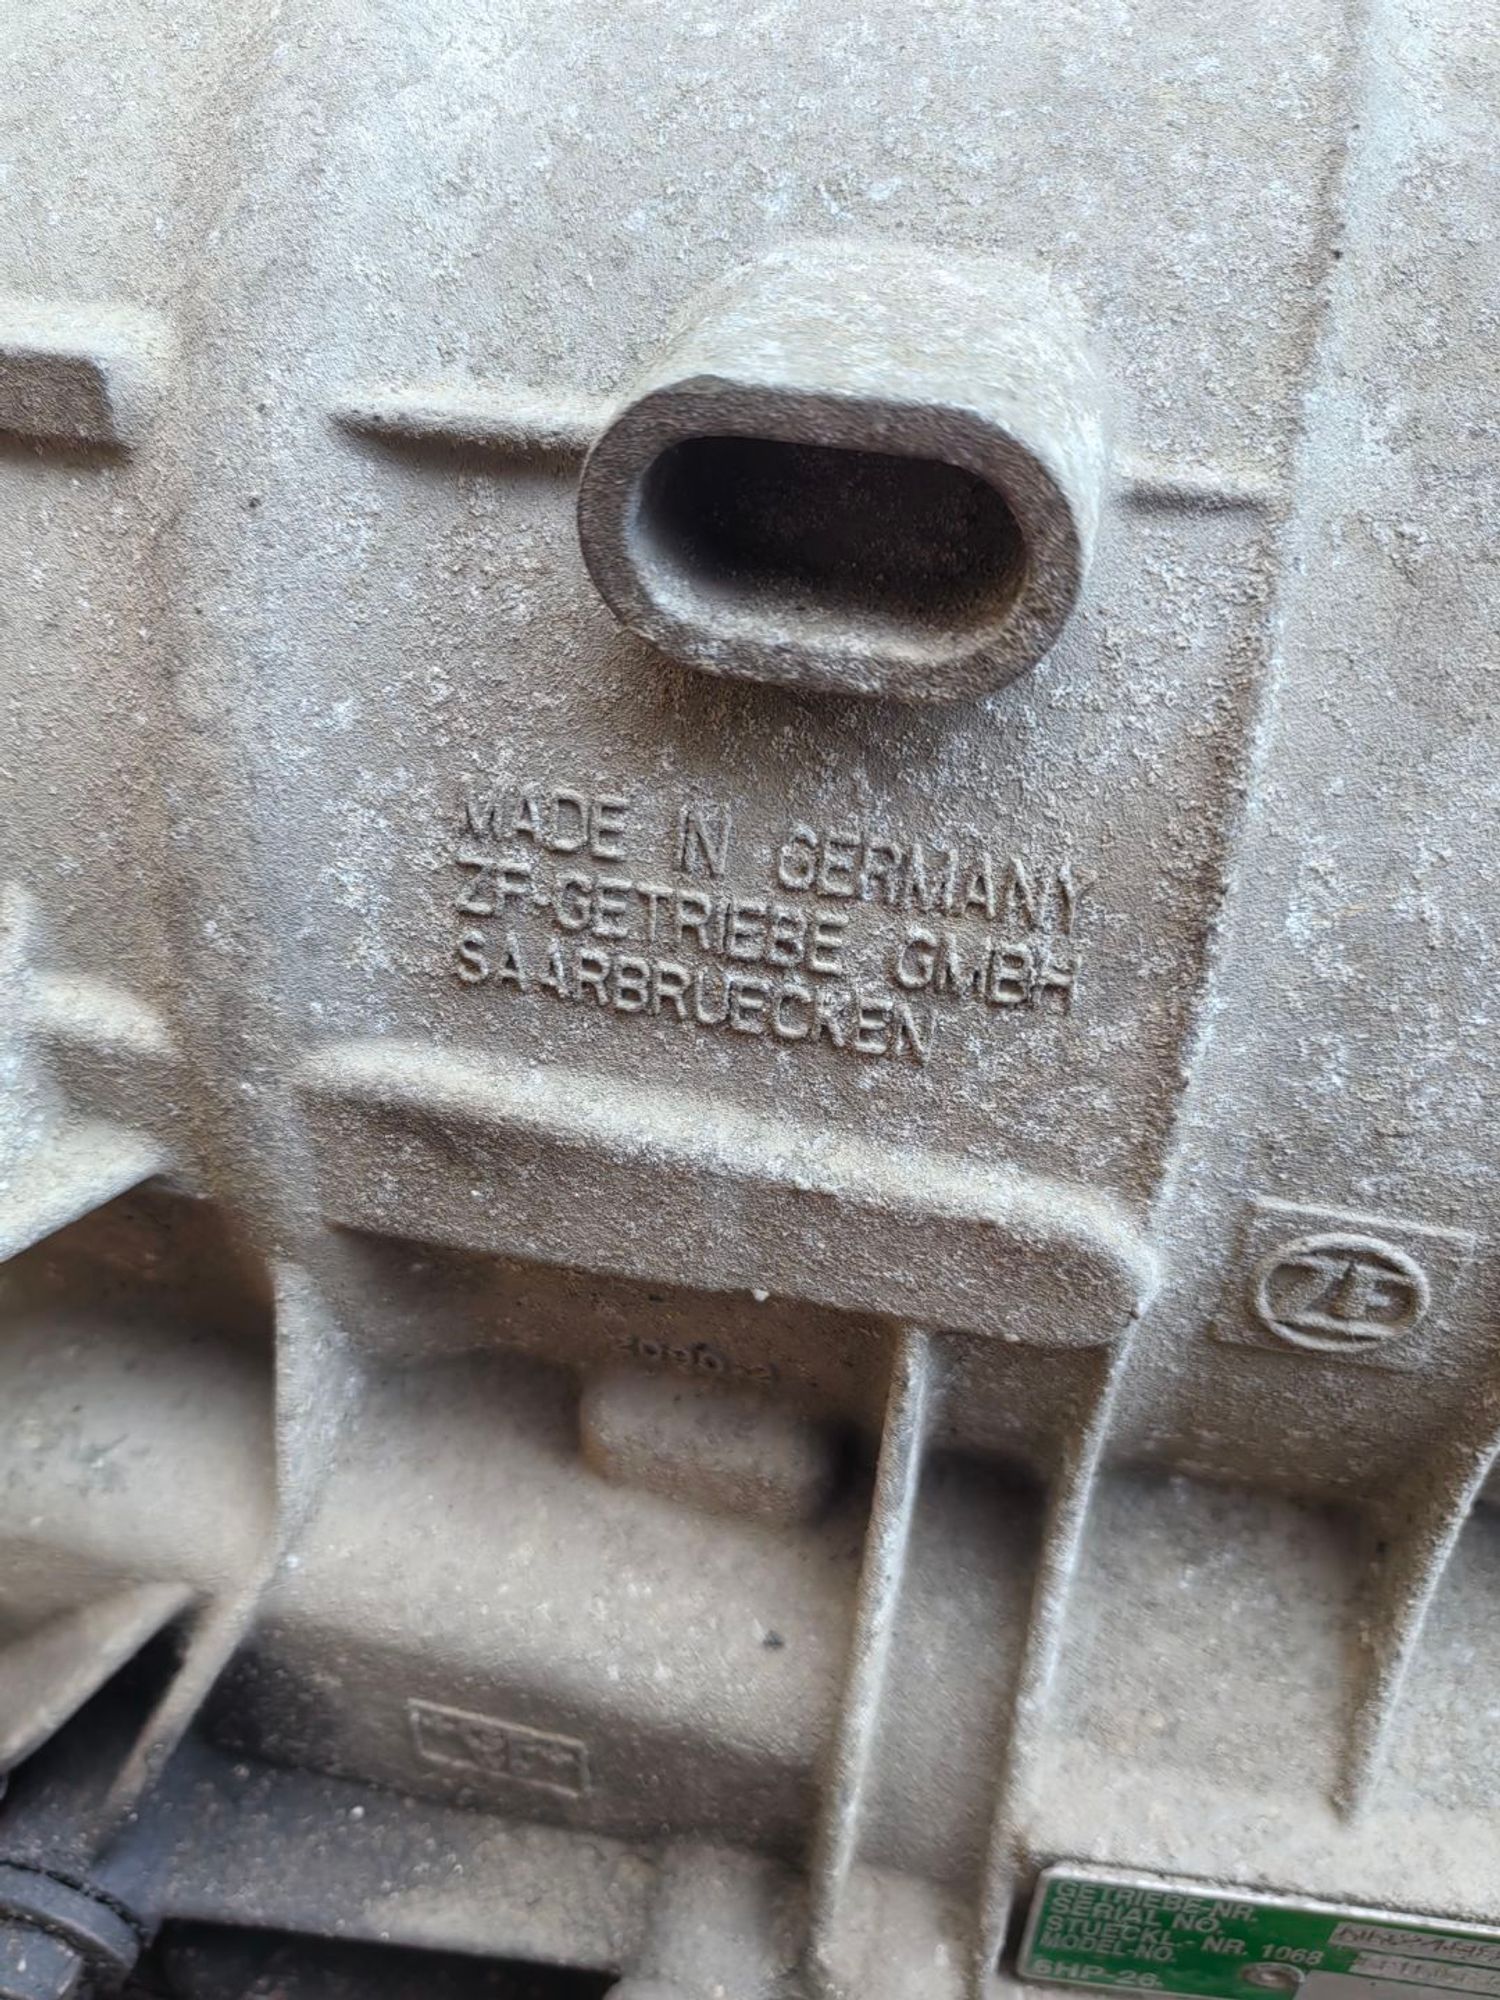 MADE IN GERMANY
ZF-GETRIEBE GMBH
SAARBRUECKEN
ZF
GETRIEBE-NR.
SERIAL NO.
STUECKL.- NR. 1068
MODEL-NO.
6HP-26